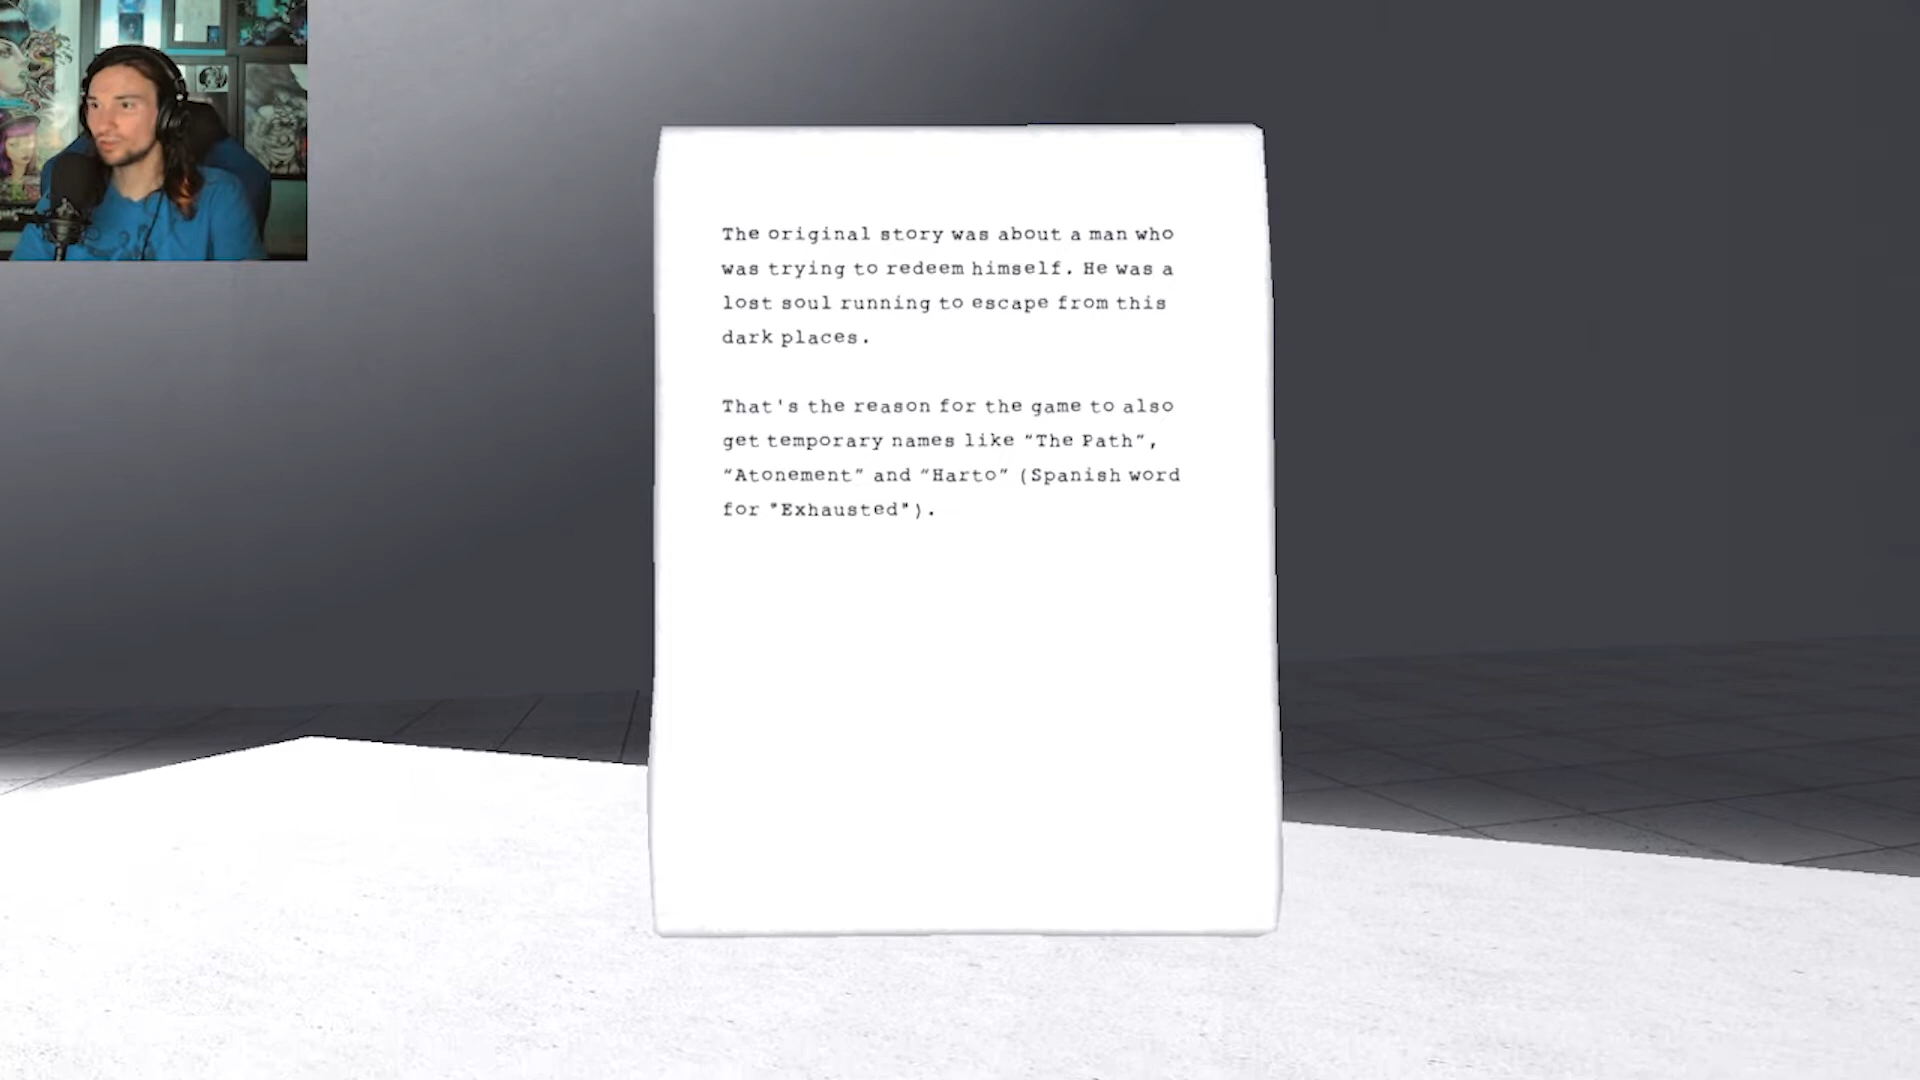 The original story was about a man who
was trying to redeem himself. He was a
lost soul running to escape from this
dark places.
That's the reason for the game to also
get temporary names like “The Path”,
“Atonement” and “Harto” (Spanish word
for "Exhausted").